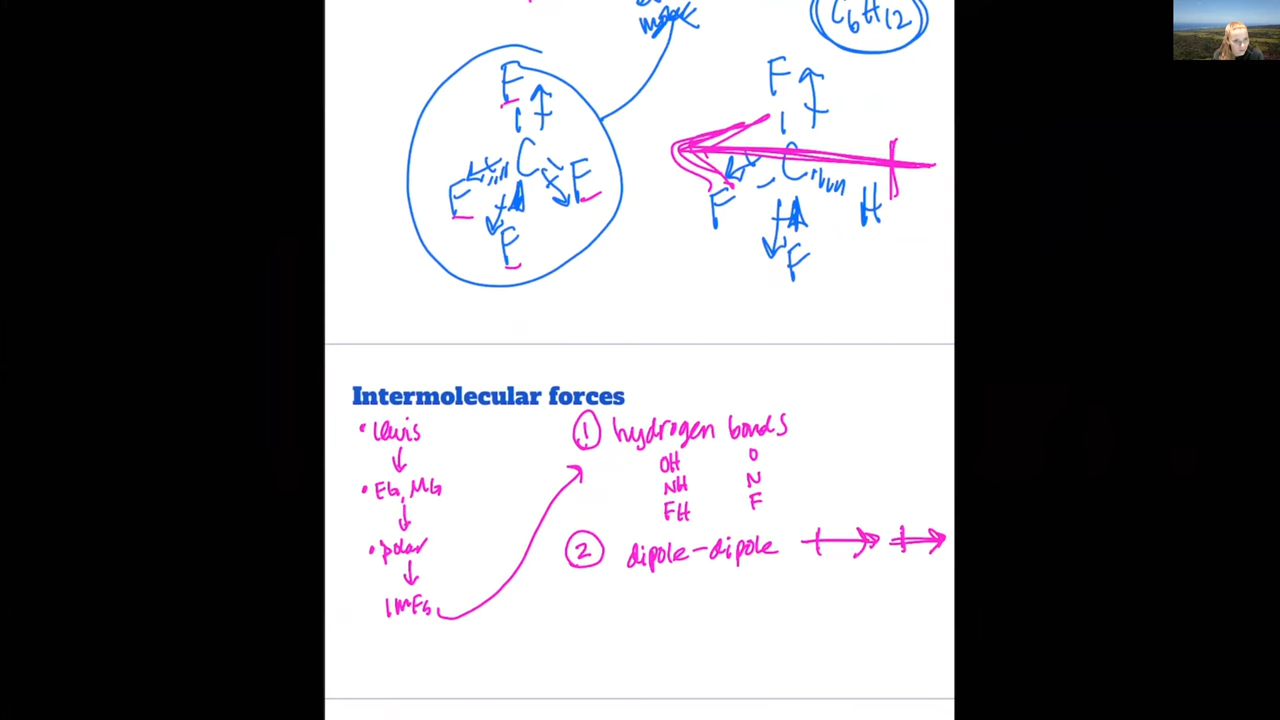 C6H12
F
F
C
F
F
F
F
C
F
H
F
Intermolecular forces
• Lewis
• EG, MG
• polar
IMFs
① hydrogen bonds
OH O
NH N
FH F
② dipole-dipole